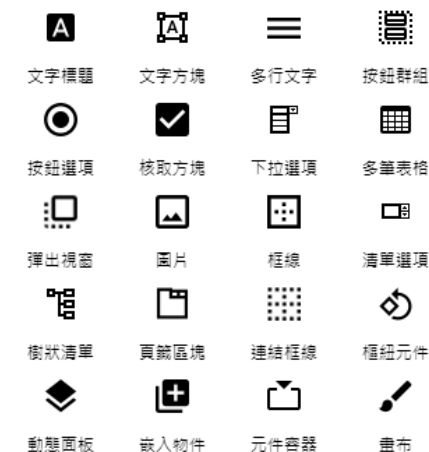 文字標題 文字方塊 多行文字 按鈕群組
按鈕選項 核取方塊 下拉選項 多筆表格
彈出視窗 圖片 框線 清單選項
樹狀清單 頁籤區塊 連結框線 樞紐元件
動態面板 嵌入物件 元件容器 畫布